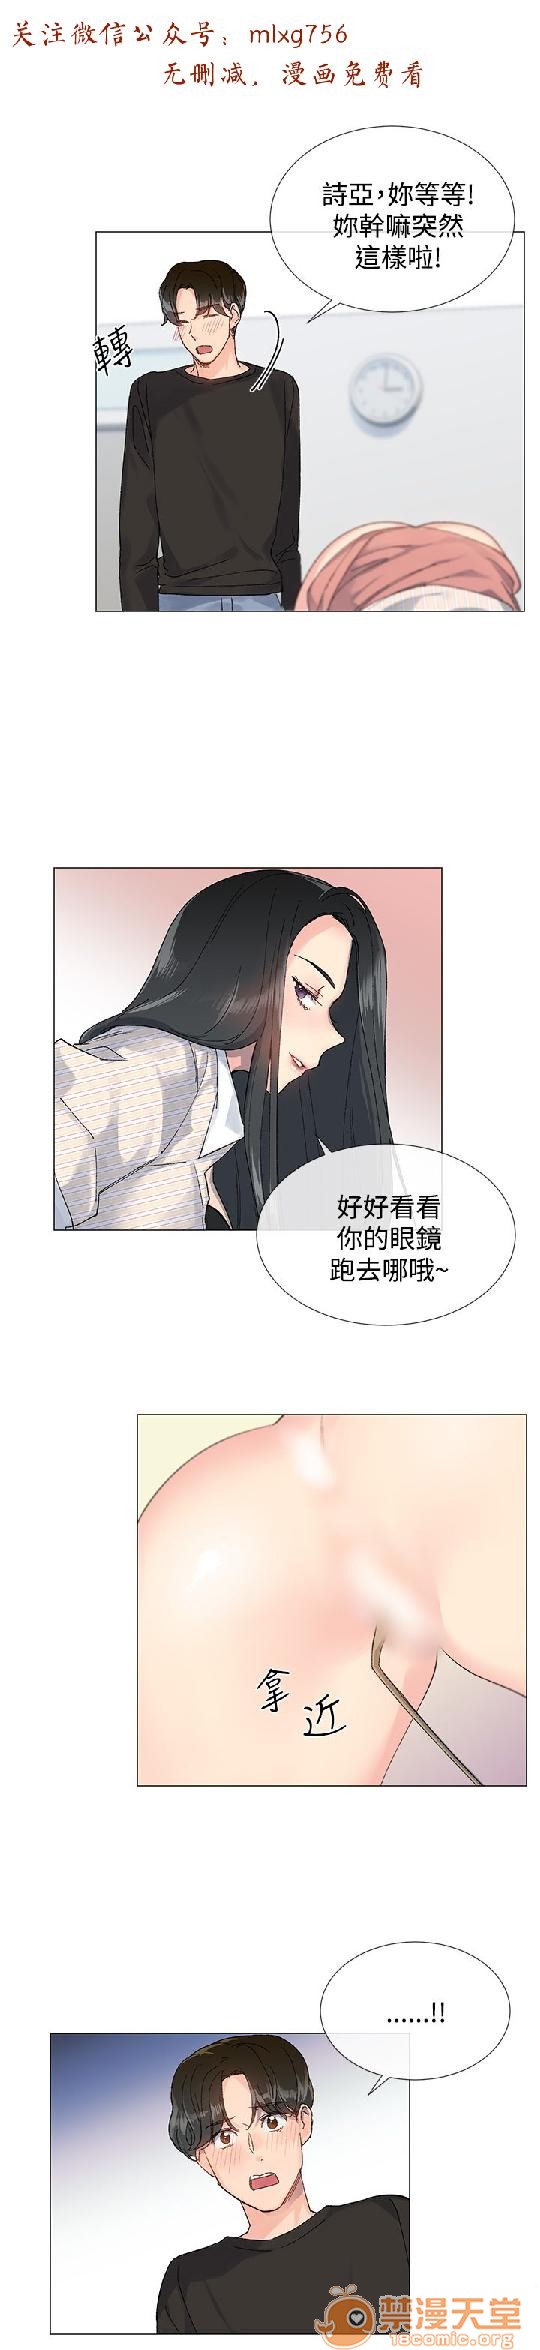 关注微信公众号：mlxg756
无删减．漫画免费看
詩亞，妳等等！
妳幹嘛突然
這樣啦！
轉
好好看看
你的眼鏡
跑去哪哦~
拿
近
......!!
禁漫天堂
18comic.org